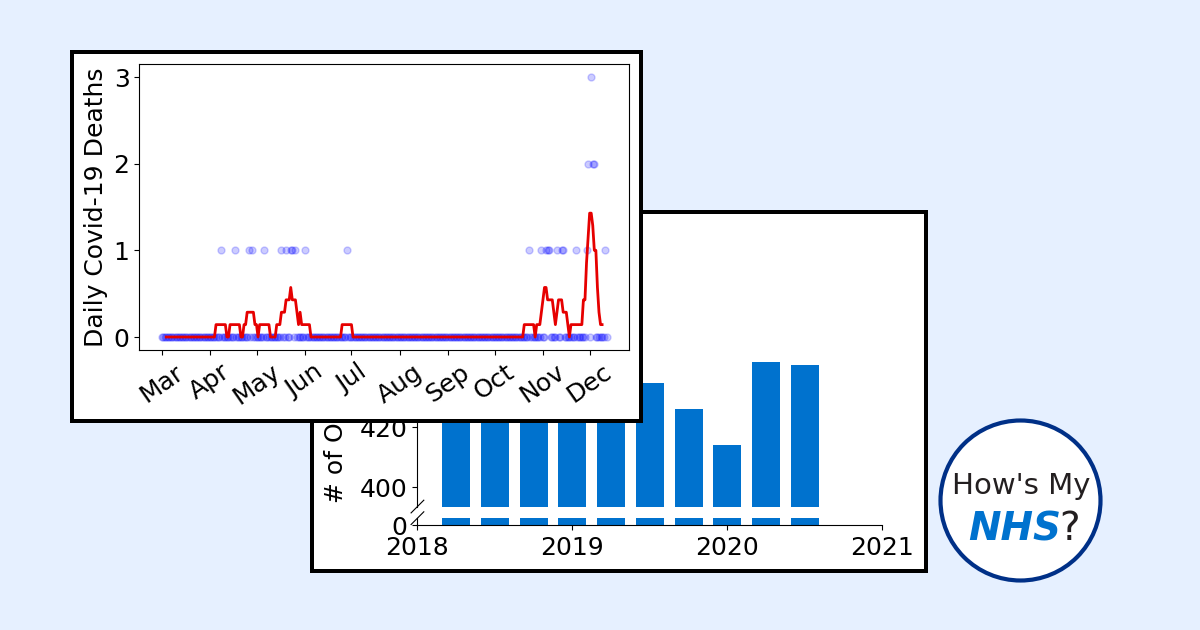 Daily Covid-19 Deaths
3
2
1
0
Mar Apr May Jun Jul Aug Sep Oct Nov Dec
# of O
420
400
0
2018 2019 2020 2021
How's My
NHS?